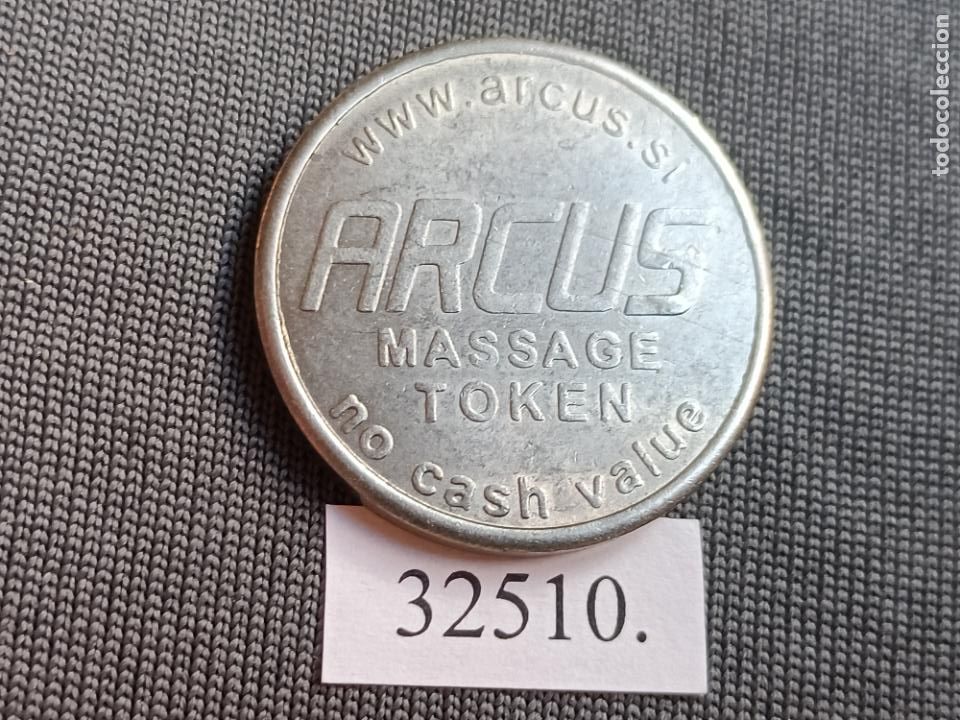 www.arcus.si
ARCUS
MASSAGE
TOKEN
no cash value
32510.
todocoleccion